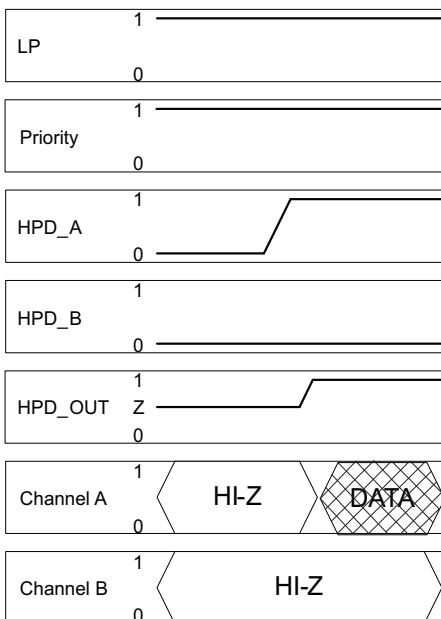 1
LP
0
1
Priority
0
1
HPD_A
0
1
HPD_B
0
1
HPD_OUT Z
0
1
Channel A HI-Z DATA
0
1
Channel B HI-Z
0